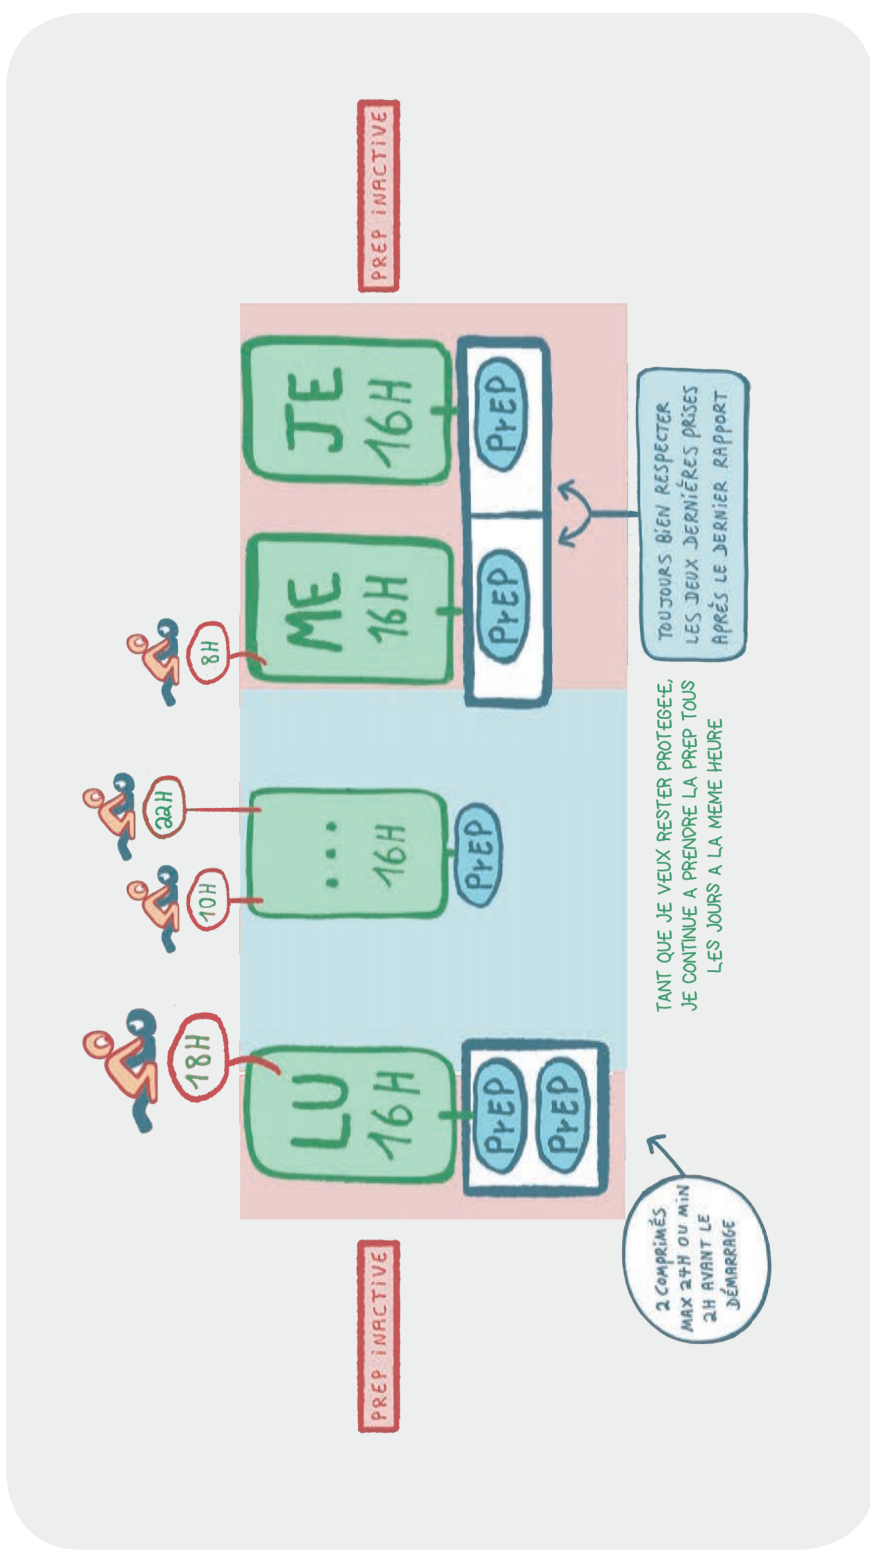 PREP INACTIVE
18H
10H
22H
8H
LU
16H
...
16H
ME
16H
JE
16H
PrEP
PrEP
PrEP
PrEP
PrEP
PREP INACTIVE
2 COMPRIMÉS
MAX 24H OU MIN
2H AVANT LE
DÉMARRAGE
TANT QUE JE VEUX RESTER PROTEGE·E,
JE CONTINUE A PRENDRE LA PREP TOUS
LES JOURS A LA MEME HEURE
TOUJOURS BIEN RESPECTER
LES DEUX DERNIÉRES PRISES
APRÉS LE DERNIER RAPPORT